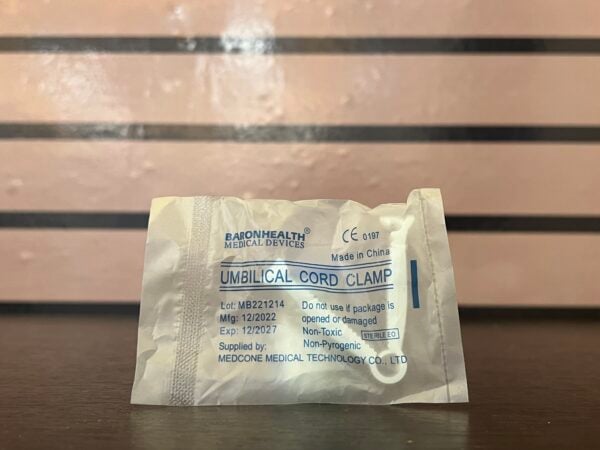 BARONHEALTH®
MEDICAL DEVICES
CE 0197
Made in China
UMBILICAL CORD CLAMP
Lot: MB221214
Mfg: 12/2022
Exp: 12/2027
Supplied by:
Do not use if package is
opened or damaged
Non-Toxic
STERILE EO
Non-Pyrogenic
MEDCONE MEDICAL TECHNOLOGY CO., LTD